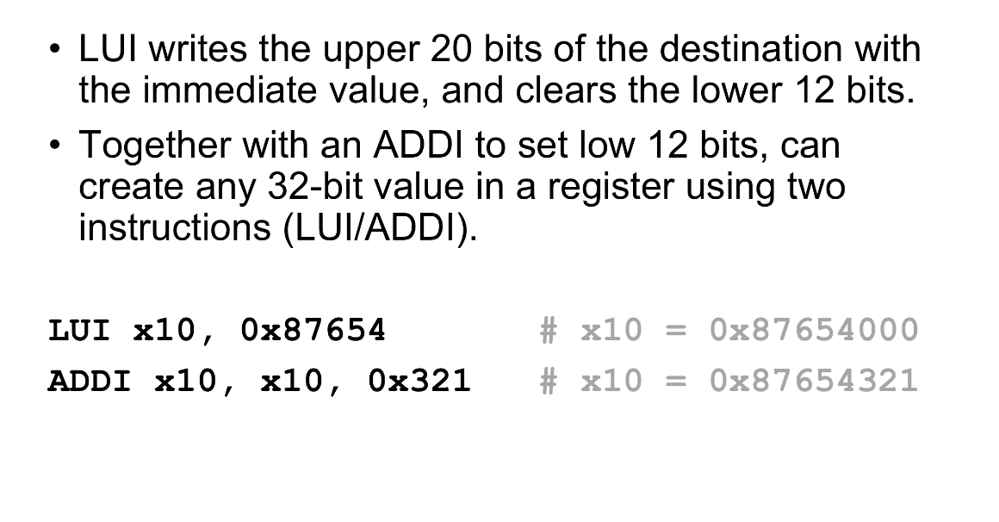 • LUI writes the upper 20 bits of the destination with
the immediate value, and clears the lower 12 bits.
• Together with an ADDI to set low 12 bits, can
create any 32-bit value in a register using two
instructions (LUI/ADDI).
LUI x10, 0x87654 # x10 = 0x87654000
ADDI x10, x10, 0x321 # x10 = 0x87654321